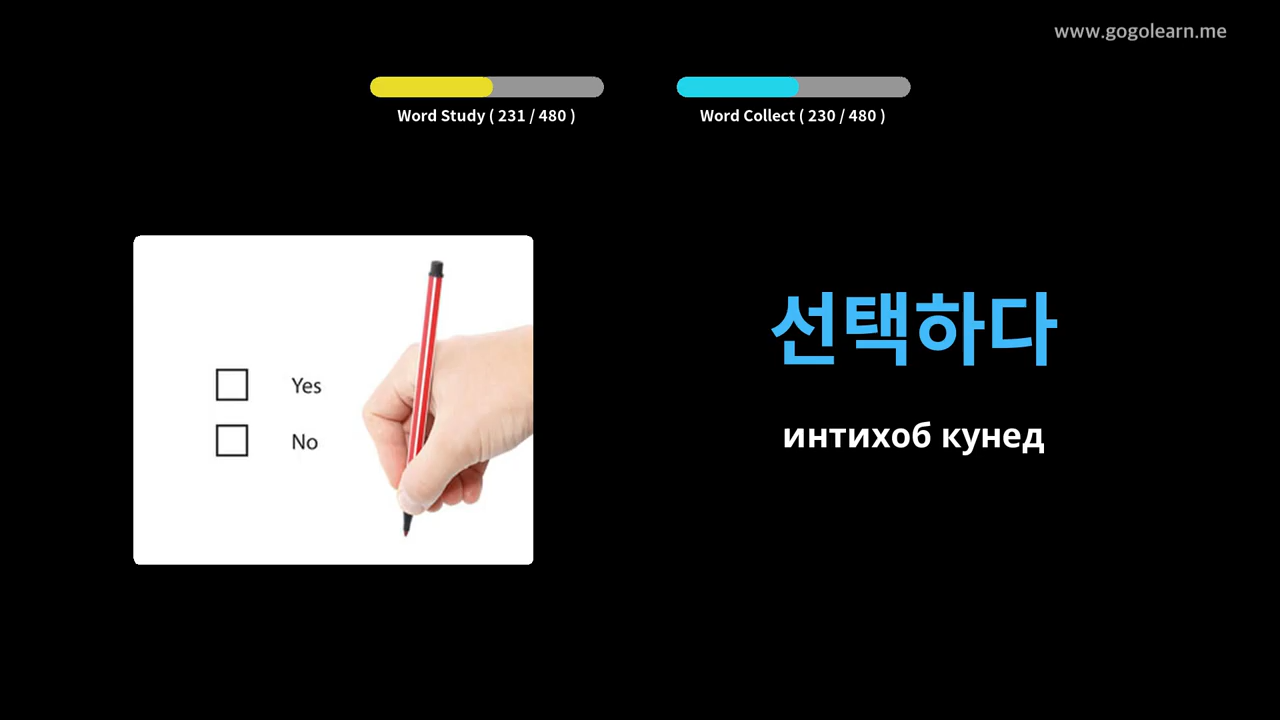 www.gogolearn.me
Word Study ( 231 / 480 )
Word Collect ( 230 / 480 )
Yes
No
선택하다
интихоб кунед